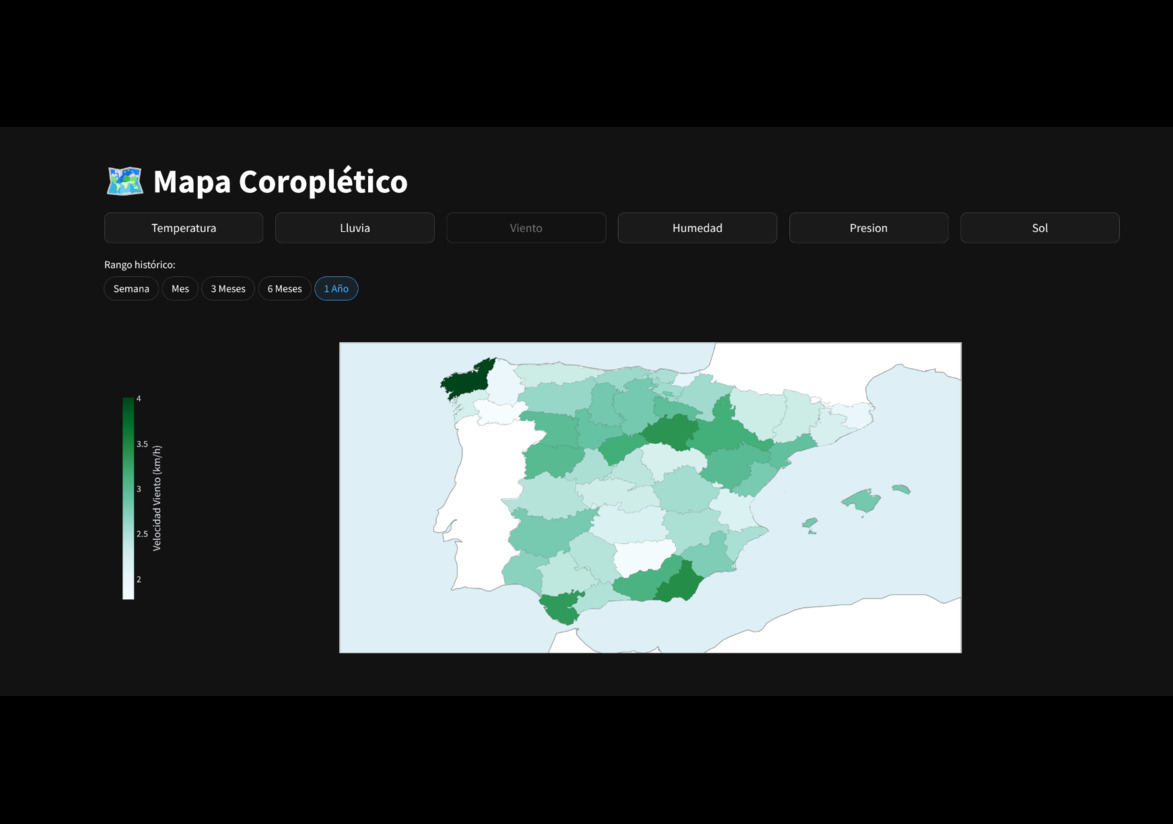 Mapa Coroplético
Temperatura
Lluvia
Viento
Humedad
Presion
Sol
Rango histórico:
Semana
Mes
3 Meses
6 Meses
1 Año
4
3.5
3
2.5
2
Velocidad Viento (km/h)